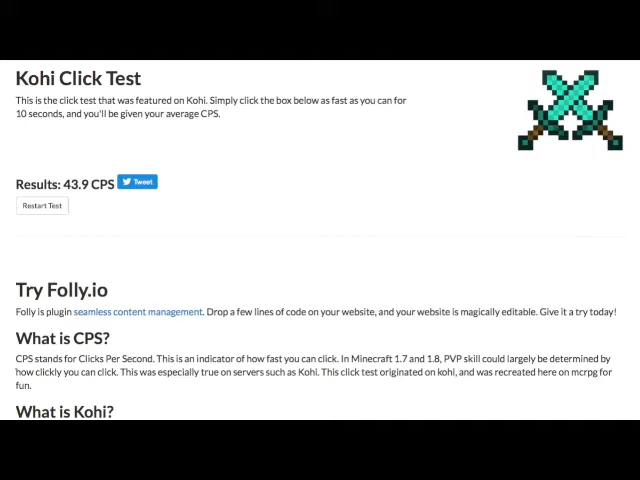 Kohi Click Test
This is the click test that was featured on Kohi. Simply click the box below as fast as you can for
10 seconds, and you'll be given your average CPS.
Results: 43.9 CPS Tweet
Restart Test
Try Folly.io
Folly is plugin seamless content management. Drop a few lines of code on your website, and your website is magically editable. Give it a try today!
What is CPS?
CPS stands for Clicks Per Second. This is an indicator of how fast you can click. In Minecraft 1.7 and 1.8, PVP skill could largely be determined by
how clickly you can click. This was especially true on servers such as Kohi. This click test originated on kohi, and was recreated here on mcrpg for
fun.
What is Kohi?